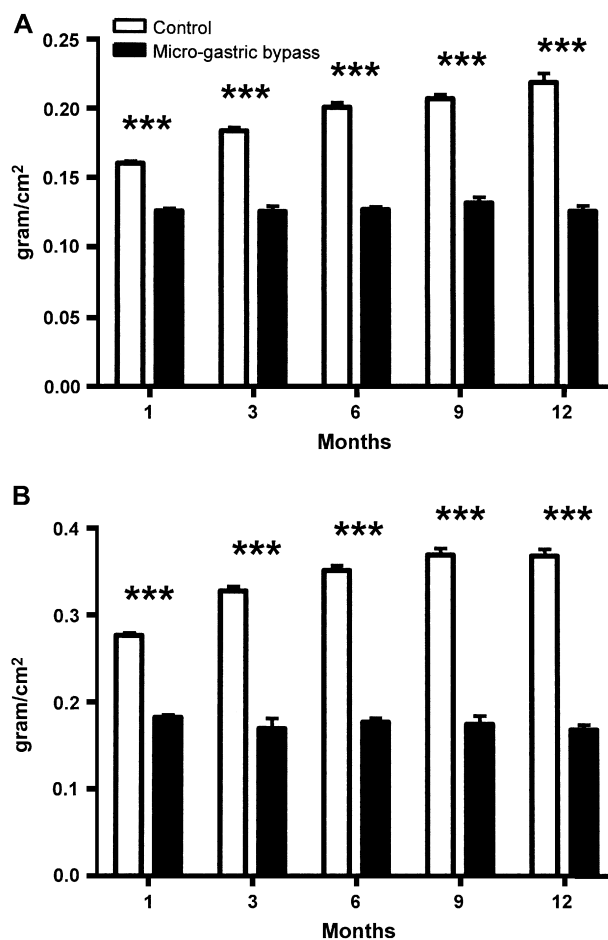 A
Control
Micro-gastric bypass
0.25
0.20
0.15
0.10
0.05
0.00
gram/cm²
*** *** *** *** ***
1 3 6 9 12
Months
B
0.4
0.3
0.2
0.1
0.0
gram/cm²
*** *** *** *** ***
1 3 6 9 12
Months